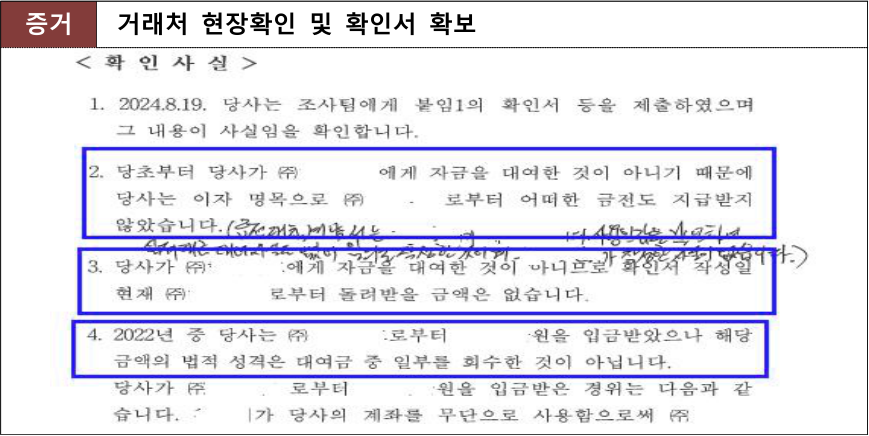 증거 거래처 현장확인 및 확인서 확보
< 확 인 사 실 >
1. 2024.8.19. 당사는 조사팀에게 붙임1의 확인서 등을 제출하였으며
그 내용이 사실임을 확인합니다.
2. 당초부터 당사가 ㈜ 에게 자금을 대여한 것이 아니기 때문에
당사는 이자 명목으로 ㈜ 로부터 어떠한 금전도 지급받지
않았습니다.
3. 당사가 ㈜ 에게 자금을 대여한 것이 아니므로 확인서 작성일
현재 ㈜ 로부터 돌려받을 금액은 없습니다.
4. 2022년 중 당사는 ㈜ 로부터 원을 입금받았으나 해당
금액의 법적 성격은 대여금 중 일부를 회수한 것이 아닙니다.
당사가 ㈜ 로부터 원을 입금받은 경위는 다음과 같
습니다. 가 당사의 계좌를 무단으로 사용함으로써 ㈜